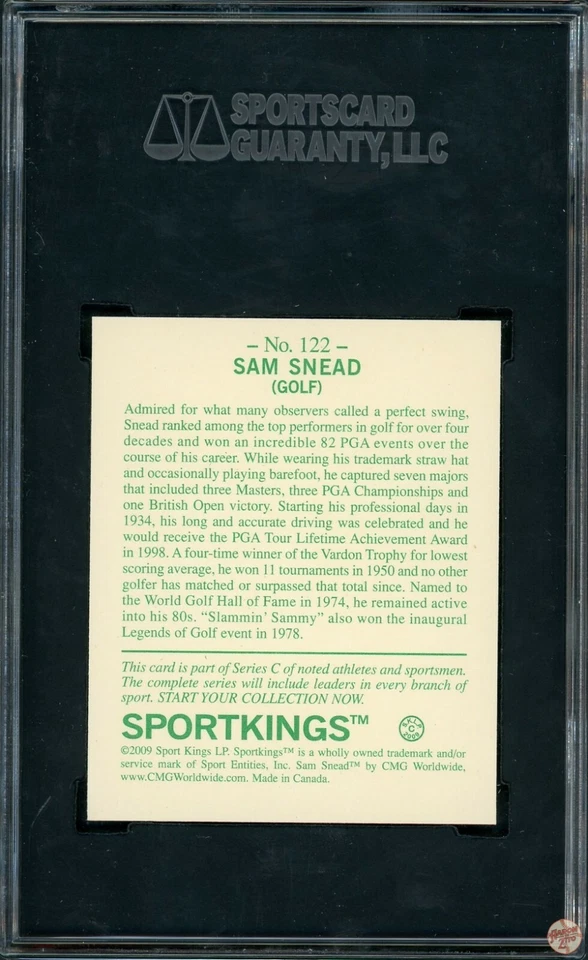 SPORTSCARD
GUARANTY, LLC
– No. 122 –
SAM SNEAD
(GOLF)
Admired for what many observers called a perfect swing,
Snead ranked among the top performers in golf for over four
decades and won an incredible 82 PGA events over the
course of his career. While wearing his trademark straw hat
and occasionally playing barefoot, he captured seven majors
that included three Masters, three PGA Championships and
one British Open victory. Starting his professional days in
1934, his long and accurate driving was celebrated and he
would receive the PGA Tour Lifetime Achievement Award
in 1998. A four-time winner of the Vardon Trophy for lowest
scoring average, he won 11 tournaments in 1950 and no other
golfer has matched or surpassed that total since. Named to
the World Golf Hall of Fame in 1974, he remained active
into his 80s. “Slammin’ Sammy” also won the inaugural
Legends of Golf event in 1978.
This card is part of Series C of noted athletes and sportsmen.
The complete series will include leaders in every branch of
sport. START YOUR COLLECTION NOW.
SPORTKINGS™
©2009 Sport Kings LP. Sportkings™ is a wholly owned trademark and/or
service mark of Sport Entities, Inc. Sam Snead™ by CMG Worldwide,
www.CMGWorldwide.com. Made in Canada.